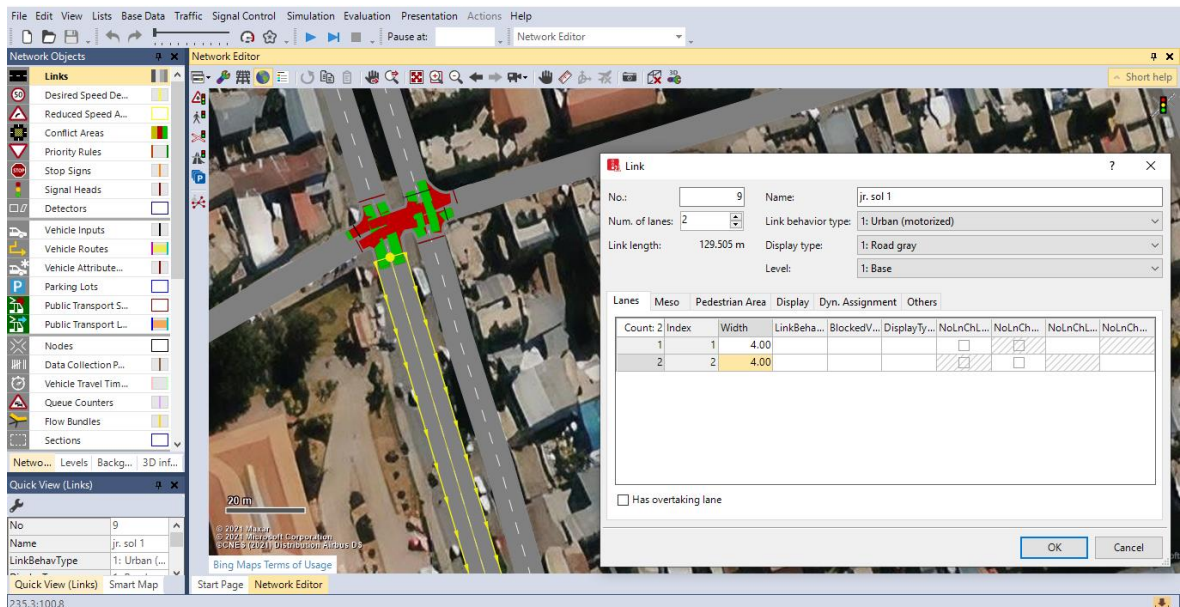 File Edit View Lists Base Data Traffic Signal Control Simulation Evaluation Presentation Actions Help
Pause at: Network Editor
Network Objects
Links
Desired Speed De...
Reduced Speed A...
Conflict Areas
Priority Rules
Stop Signs
Signal Heads
Detectors
Vehicle Inputs
Vehicle Routes
Vehicle Attribute...
Parking Lots
Public Transport S...
Public Transport L...
Nodes
Data Collection P...
Vehicle Travel Tim...
Queue Counters
Flow Bundles
Sections
Netwo... Levels Backg... 3D inf...
Quick View (Links)
No 9
Name jr. sol 1
LinkBehavType 1: Urban (...
Quick View (Links) Smart Map
Network Editor
Short help
20 m
© 2021 Maxar
© 2021 Microsoft Corporation
©CNES (2021) Distribution Airbus DS
Bing Maps Terms of Usage
Start Page Network Editor
Link
No.: 9 Name: jr. sol 1
Num. of lanes: 2 Link behavior type: 1: Urban (motorized)
Link length: 129.505 m Display type: 1: Road gray
Level: 1: Base
Lanes Meso Pedestrian Area Display Dyn. Assignment Others
Count: 2 Index Width LinkBeha... BlockedV... DisplayTy... NoLnChL... NoLnCh... NoLnChL... NoLnCh...
1 1 4.00
2 2 4.00
Has overtaking lane
OK Cancel
235.3:100.8